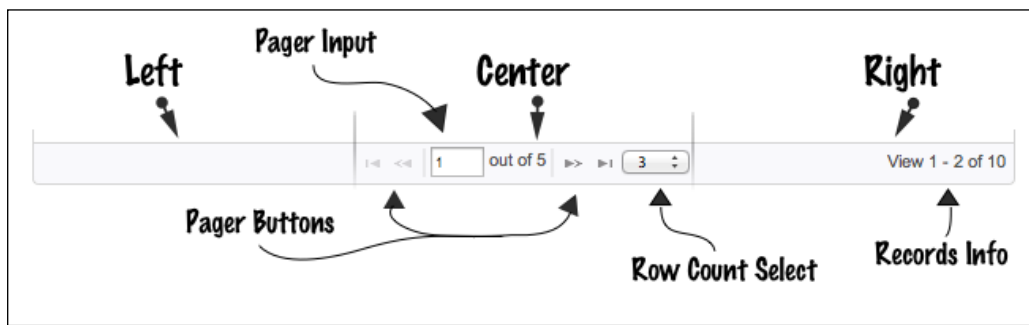 Pager Input
Left
Center
Right
1
out of 5
3
View 1 - 2 of 10
Pager Buttons
Row Count Select
Records Info